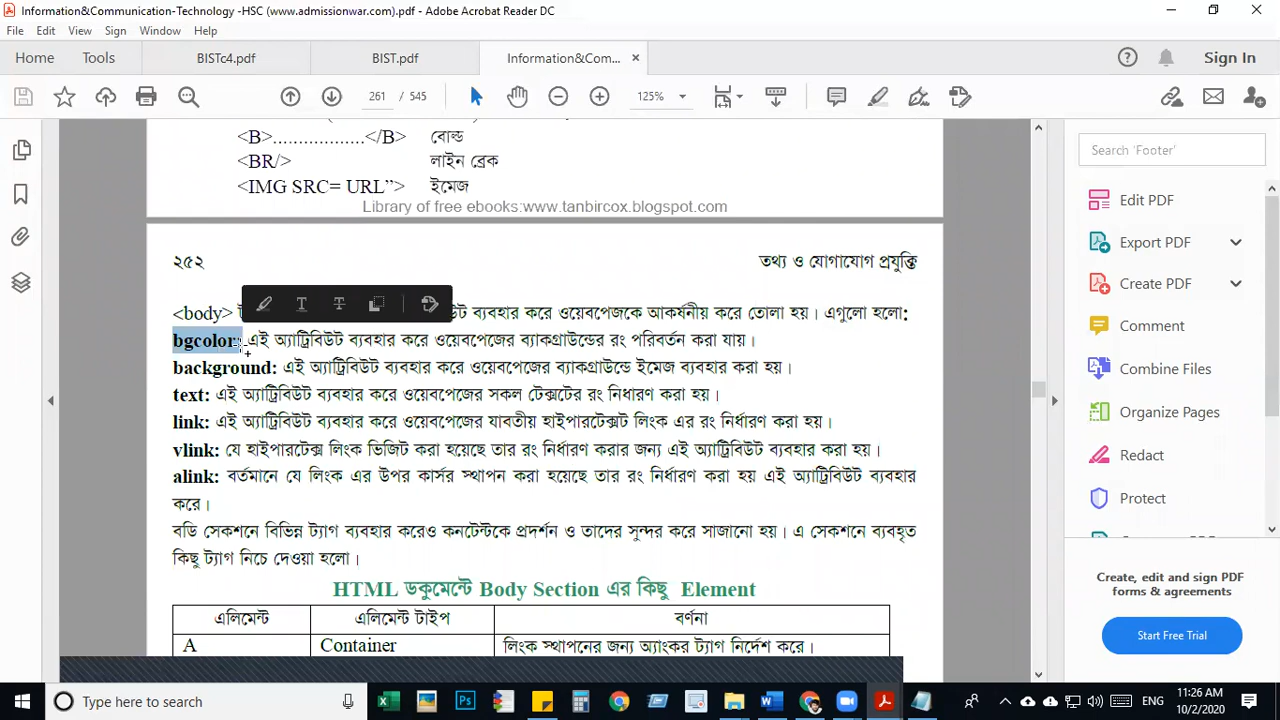 Information&Communication-Technology -HSC (www.admissionwar.com).pdf - Adobe Acrobat Reader DC
File Edit View Sign Window Help
Home Tools BISTc4.pdf BIST.pdf Information&Com... × Sign In
261 / 545 125%
<B>..................</B> বোল্ড
<BR/> লাইন ব্রেক
<IMG SRC= URL”> ইমেজ
Library of free ebooks:www.tanbircox.blogspot.com
২৫২ তথ্য ও যোগাযোগ প্রযুক্তি
<body> ব্যবহার করে ওয়েবপেজকে আকর্ষনীয় করে তোলা হয়। এগুলো হলো:
bgcolor: এই অ্যাট্রিবিউট ব্যবহার করে ওয়েবপেজের ব্যাকগ্রাউন্ডের রং পরিবর্তন করা যায়।
background: এই অ্যাট্রিবিউট ব্যবহার করে ওয়েবপেজের ব্যাকগ্রাউন্ডে ইমেজ ব্যবহার করা হয়।
text: এই অ্যাট্রিবিউট ব্যবহার করে ওয়েবপেজের সকল টেক্সটের রং নির্ধারণ করা হয়।
link: এই অ্যাট্রিবিউট ব্যবহার করে ওয়েবপেজের যাবতীয় হাইপারটেক্সট লিংক এর রং নির্ধারণ করা হয়।
vlink: যে হাইপারটেক্স লিংক ভিজিট করা হয়েছে তার রং নির্ধারণ করার জন্য এই অ্যাট্রিবিউট ব্যবহার করা হয়।
alink: বর্তমানে যে লিংক এর উপর কার্সর স্থাপন করা হয়েছে তার রং নির্ধারণ করা হয় এই অ্যাট্রিবিউট ব্যবহার
করে।
বডি সেকশনে বিভিন্ন ট্যাগ ব্যবহার করেও কনটেন্টকে প্রদর্শন ও তাদের সুন্দর করে সাজানো হয়। এ সেকশনে ব্যবহৃত
কিছু ট্যাগ নিচে দেওয়া হলো।
HTML ডকুমেন্টে Body Section এর কিছু Element
এলিমেন্ট এলিমেন্ট টাইপ বর্ণনা
A Container লিংক স্থাপনের জন্য অ্যাংকর ট্যাগ নির্দেশ করে।
Search 'Footer'
Edit PDF
Export PDF
Create PDF
Comment
Combine Files
Organize Pages
Redact
Protect
Create, edit and sign PDF
forms & agreements
Start Free Trial
Type here to search
ENG
11:26 AM
10/2/2020